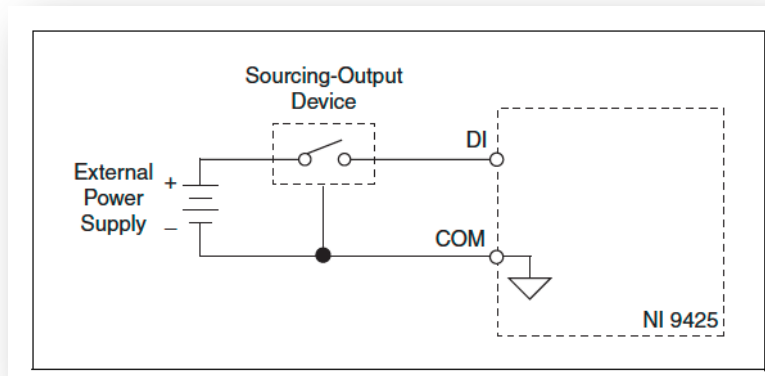 Sourcing-Output
Device
DI
External
Power
Supply
+
–
COM
NI 9425